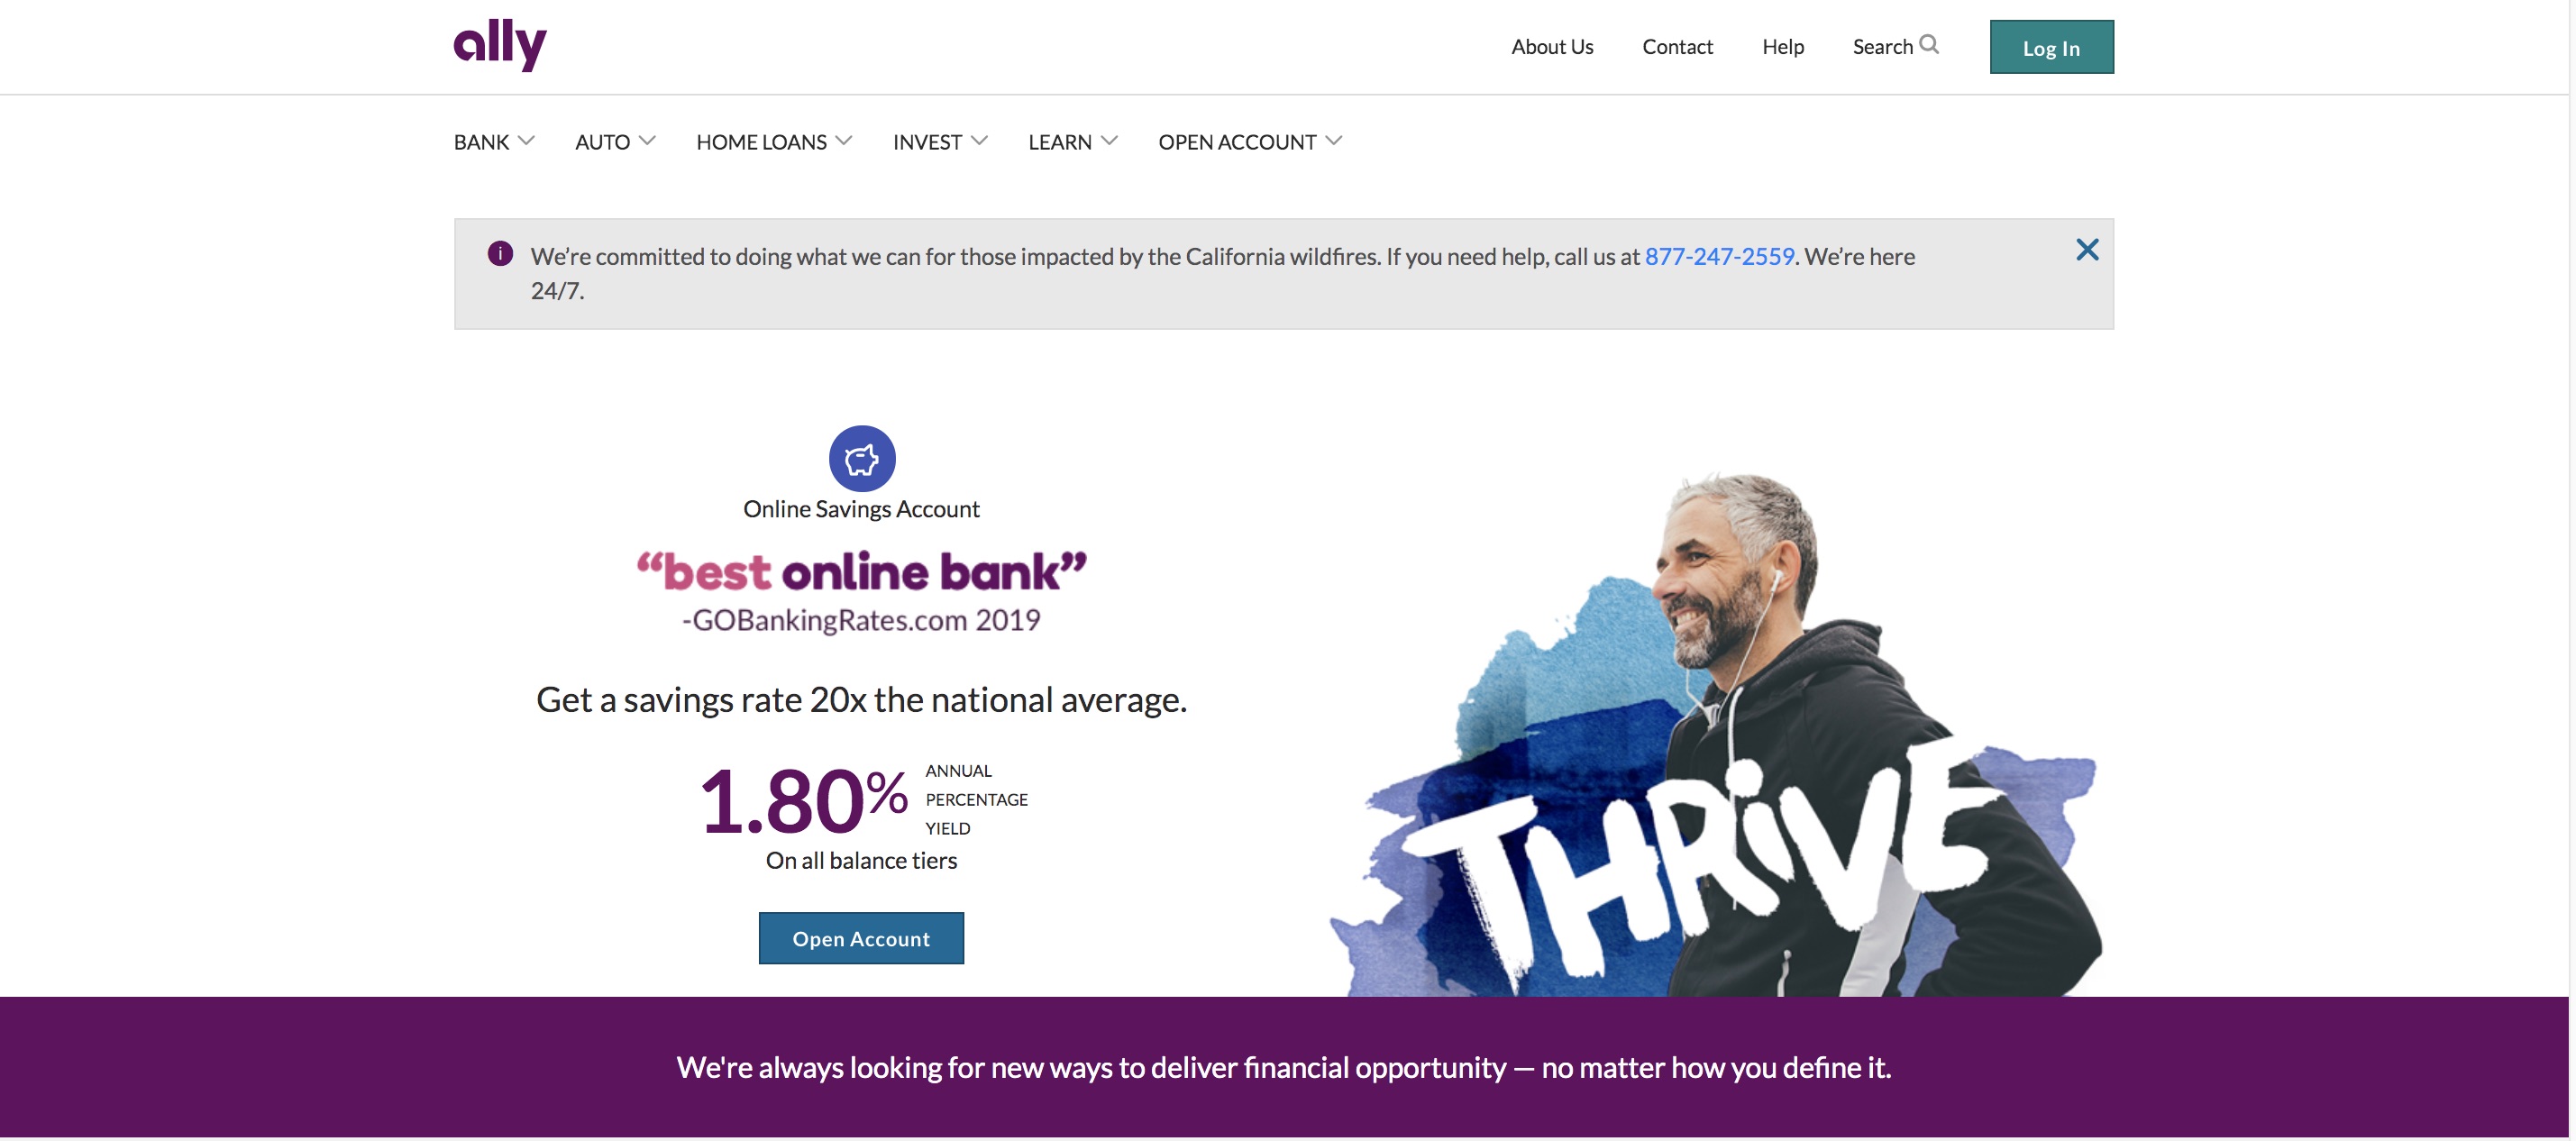 ally
About Us
Contact
Help
Search
Log In
BANK
AUTO
HOME LOANS
INVEST
LEARN
OPEN ACCOUNT
i
We’re committed to doing what we can for those impacted by the California wildfires. If you need help, call us at 877-247-2559. We’re here
24/7.
Online Savings Account
“best online bank”
-GOBankingRates.com 2019
Get a savings rate 20x the national average.
1.80%
ANNUAL
PERCENTAGE
YIELD
On all balance tiers
Open Account
THRiVE
We're always looking for new ways to deliver financial opportunity — no matter how you define it.